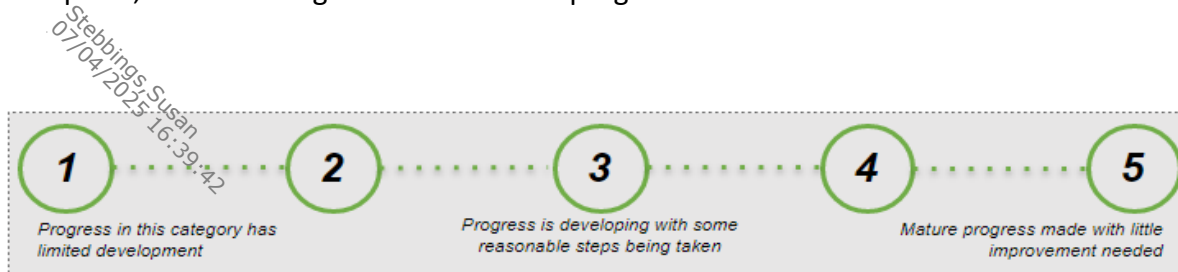 Stebbings,Susan
07/04/2025 16:39:42
1 2 3 4 5
Progress in this category has
limited development
Progress is developing with some
reasonable steps being taken
Mature progress made with little
improvement needed